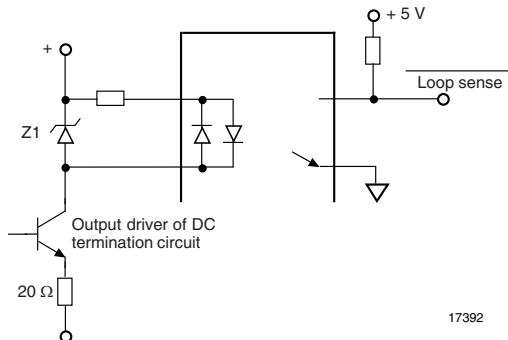 + 5 V
+
Loop sense
Z1
Output driver of DC
termination circuit
20 Ω
17392